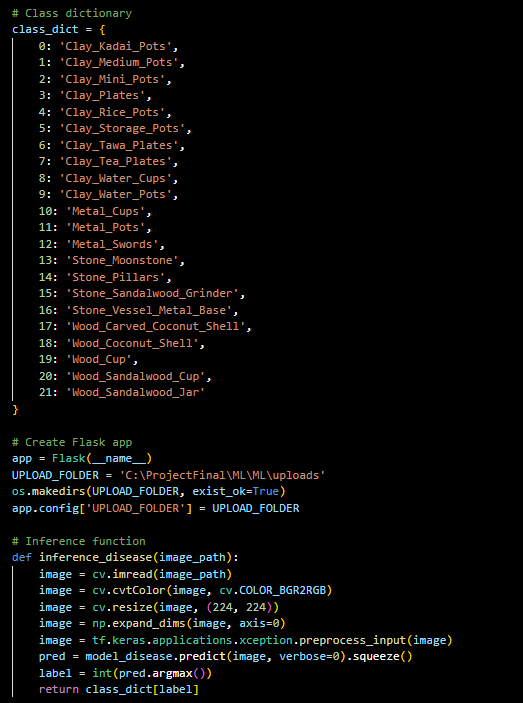 # Class dictionary
class_dict = {
    0: 'Clay_Kadai_Pots',
    1: 'Clay_Medium_Pots',
    2: 'Clay_Mini_Pots',
    3: 'Clay_Plates',
    4: 'Clay_Rice_Pots',
    5: 'Clay_Storage_Pots',
    6: 'Clay_Tawa_Plates',
    7: 'Clay_Tea_Plates',
    8: 'Clay_Water_Cups',
    9: 'Clay_Water_Pots',
    10: 'Metal_Cups',
    11: 'Metal_Pots',
    12: 'Metal_Swords',
    13: 'Stone_Moonstone',
    14: 'Stone_Pillars',
    15: 'Stone_Sandalwood_Grinder',
    16: 'Stone_Vessel_Metal_Base',
    17: 'Wood_Carved_Coconut_Shell',
    18: 'Wood_Coconut_Shell',
    19: 'Wood_Cup',
    20: 'Wood_Sandalwood_Cup',
    21: 'Wood_Sandalwood_Jar'
}

# Create Flask app
app = Flask(__name__)
UPLOAD_FOLDER = 'C:\ProjectFinal\ML\ML\uploads'
os.makedirs(UPLOAD_FOLDER, exist_ok=True)
app.config['UPLOAD_FOLDER'] = UPLOAD_FOLDER

# Inference function
def inference_disease(image_path):
    image = cv.imread(image_path)
    image = cv.cvtColor(image, cv.COLOR_BGR2RGB)
    image = cv.resize(image, (224, 224))
    image = np.expand_dims(image, axis=0)
    image = tf.keras.applications.xception.preprocess_input(image)
    pred = model_disease.predict(image, verbose=0).squeeze()
    label = int(pred.argmax())
    return class_dict[label]